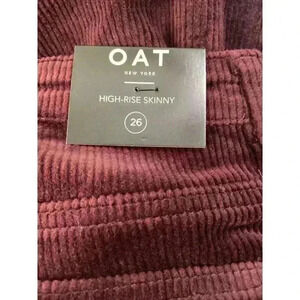 OAT
NEW YORK
HIGH-RISE SKINNY
26